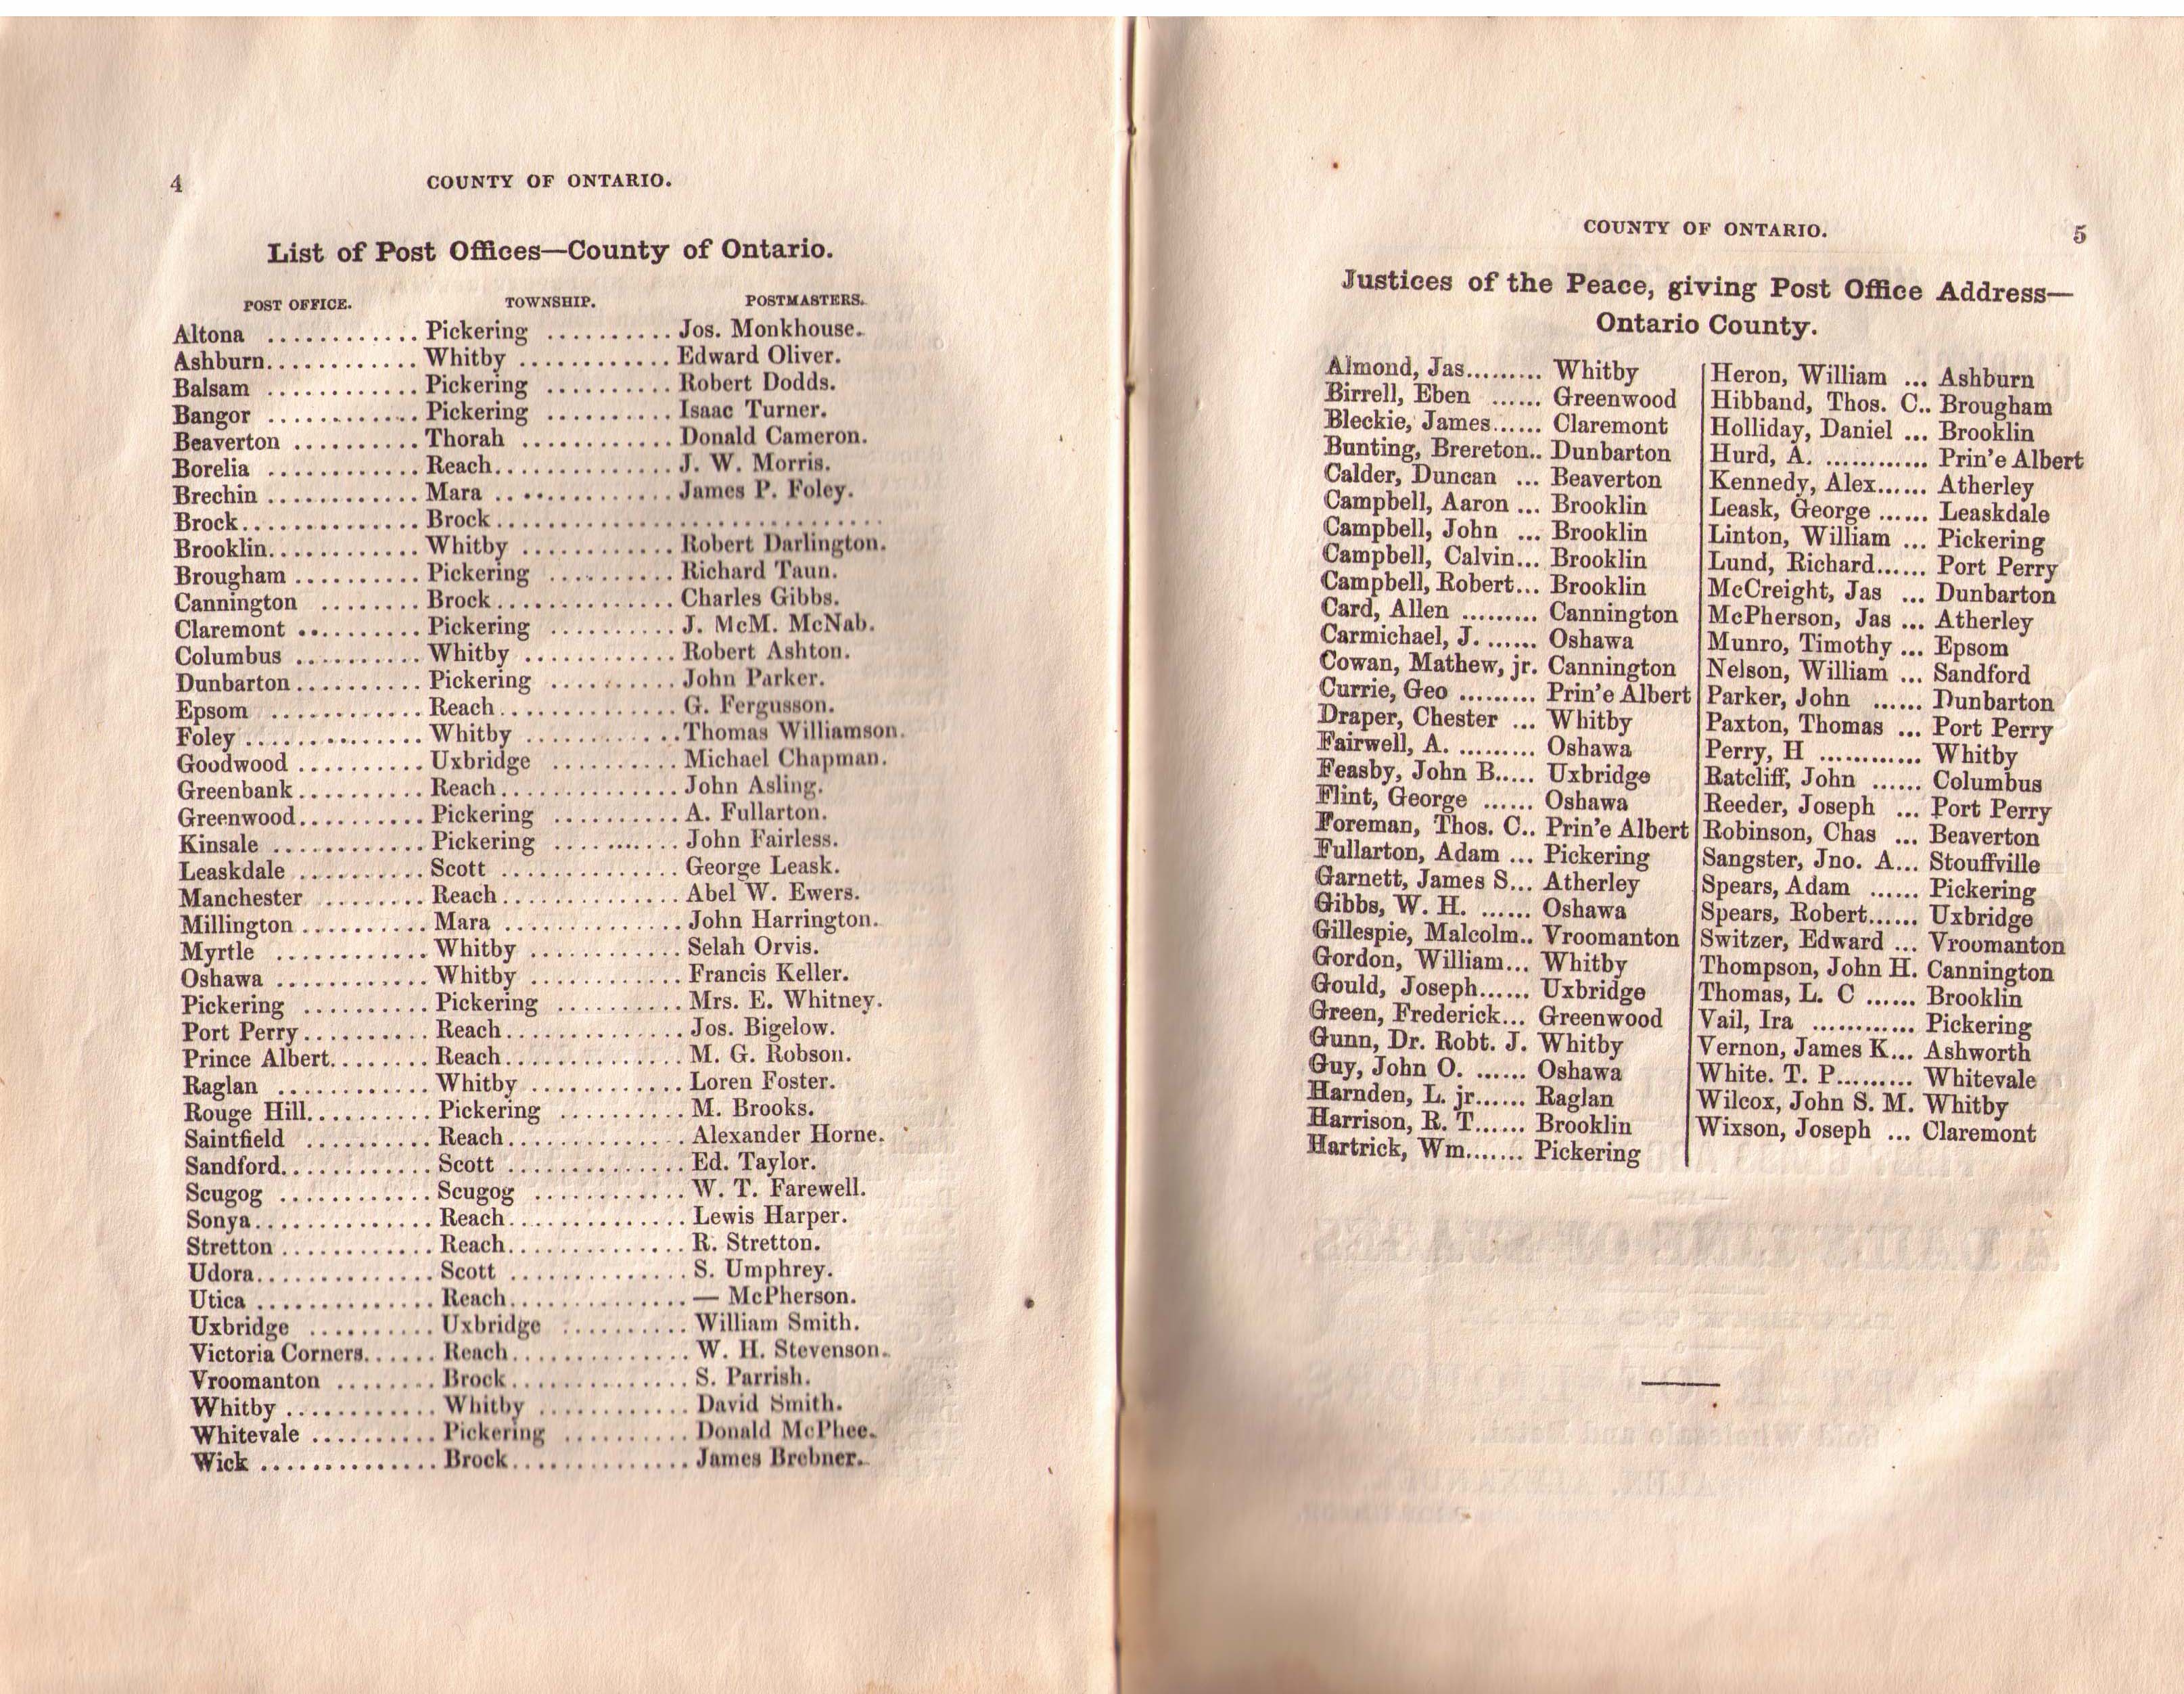 4
COUNTY OF ONTARIO.
List of Post Offices—County of Ontario.
POST OFFICE. TOWNSHIP. POSTMASTERS.
Altona ............ Pickering .......... Jos. Monkhouse.
Ashburn............ Whitby ............ Edward Oliver.
Balsam ............ Pickering .......... Robert Dodds.
Bangor ............ Pickering .......... Isaac Turner.
Beaverton .......... Thorah ............ Donald Cameron.
Borelia ............ Reach.............. J. W. Morris.
Brechin ............ Mara .............. James P. Foley.
Brock.............. Brock................................
Brooklin............ Whitby ............ Robert Darlington.
Brougham .......... Pickering .......... Richard Taun.
Cannington ........ Brock.............. Charles Gibbs.
Claremont .......... Pickering .......... J. McM. McNab.
Columbus .......... Whitby ............ Robert Ashton.
Dunbarton.......... Pickering .......... John Parker.
Epsom ............ Reach.............. G. Fergusson.
Foley .............. Whitby ............ Thomas Williamson.
Goodwood .......... Uxbridge .......... Michael Chapman.
Greenbank.......... Reach.............. John Asling.
Greenwood.......... Pickering .......... A. Fullarton.
Kinsale ............ Pickering .......... John Fairless.
Leaskdale .......... Scott .............. George Leask.
Manchester ........ Reach.............. Abel W. Ewers.
Millington .......... Mara .............. John Harrington.
Myrtle ............ Whitby ............ Selah Orvis.
Oshawa ............ Whitby ............ Francis Keller.
Pickering .......... Pickering .......... Mrs. E. Whitney.
Port Perry.......... Reach.............. Jos. Bigelow.
Prince Albert........ Reach.............. M. G. Robson.
Raglan ............ Whitby ............ Loren Foster.
Rouge Hill.......... Pickering .......... M. Brooks.
Saintfield .......... Reach.............. Alexander Horne.
Sandford............ Scott .............. Ed. Taylor.
Scugog ............ Scugog ............ W. T. Farewell.
Sonya.............. Reach.............. Lewis Harper.
Stretton ............ Reach.............. R. Stretton.
Udora.............. Scott .............. S. Umphrey.
Utica .............. Reach.............. — McPherson.
Uxbridge .......... Uxbridge .......... William Smith.
Victoria Corners...... Reach.............. W. H. Stevenson.
Vroomanton ........ Brock.............. S. Parrish.
Whitby ............ Whitby ............ David Smith.
Whitevale .......... Pickering .......... Donald McPhee.
Wick .............. Brock.............. James Brebner.
COUNTY OF ONTARIO.
5
Justices of the Peace, giving Post Office Address—
Ontario County.
Almond, Jas......... Whitby
Birrell, Eben ...... Greenwood
Bleckie, James...... Claremont
Bunting, Brereton.. Dunbarton
Calder, Duncan ... Beaverton
Campbell, Aaron ... Brooklin
Campbell, John ... Brooklin
Campbell, Calvin... Brooklin
Campbell, Robert... Brooklin
Card, Allen ......... Cannington
Carmichael, J. ...... Oshawa
Cowan, Mathew, jr. Cannington
Currie, Geo ......... Prin'e Albert
Draper, Chester ... Whitby
Fairwell, A. ......... Oshawa
Feasby, John B..... Uxbridge
Flint, George ...... Oshawa
Foreman, Thos. C.. Prin'e Albert
Fullarton, Adam ... Pickering
Garnett, James S... Atherley
Gibbs, W. H. ...... Oshawa
Gillespie, Malcolm.. Vroomanton
Gordon, William... Whitby
Gould, Joseph...... Uxbridge
Green, Frederick... Greenwood
Gunn, Dr. Robt. J. Whitby
Guy, John O. ...... Oshawa
Harnden, L. jr...... Raglan
Harrison, R. T...... Brooklin
Hartrick, Wm....... Pickering
Heron, William ... Ashburn
Hibband, Thos. C.. Brougham
Holliday, Daniel ... Brooklin
Hurd, A. ............ Prin'e Albert
Kennedy, Alex...... Atherley
Leask, George ...... Leaskdale
Linton, William ... Pickering
Lund, Richard...... Port Perry
McCreight, Jas ... Dunbarton
McPherson, Jas ... Atherley
Munro, Timothy ... Epsom
Nelson, William ... Sandford
Parker, John ...... Dunbarton
Paxton, Thomas ... Port Perry
Perry, H ............ Whitby
Ratcliff, John ...... Columbus
Reeder, Joseph ... Port Perry
Robinson, Chas ... Beaverton
Sangster, Jno. A... Stouffville
Spears, Adam ...... Pickering
Spears, Robert...... Uxbridge
Switzer, Edward ... Vroomanton
Thompson, John H. Cannington
Thomas, L. C ...... Brooklin
Vail, Ira ............ Pickering
Vernon, James K... Ashworth
White. T. P......... Whitevale
Wilcox, John S. M. Whitby
Wixson, Joseph ... Claremont